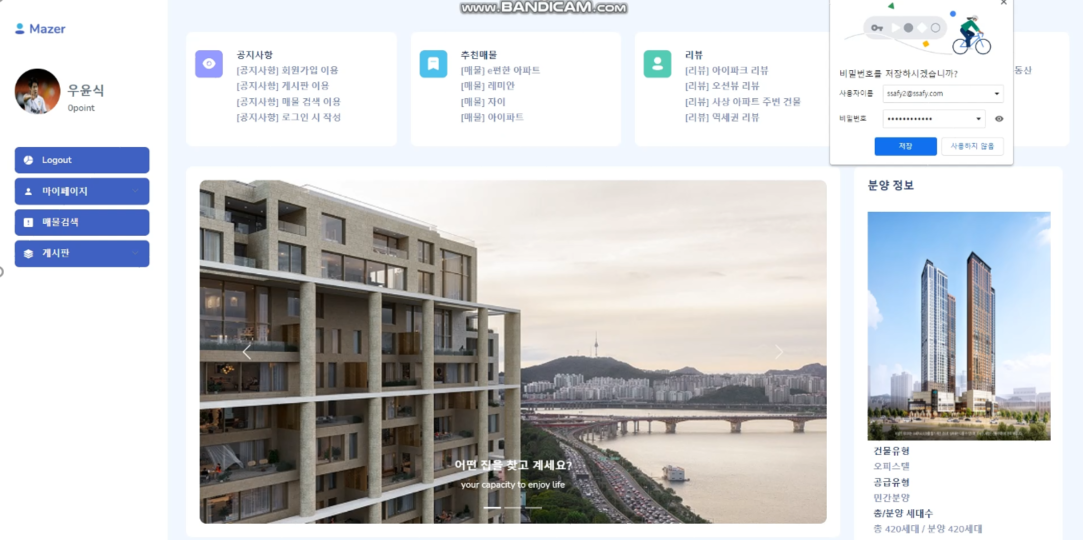 www.BANDICAM.com
Mazer
우윤식
0point
Logout
마이페이지
매물검색
게시판
공지사항
[공지사항] 회원가입 이용
[공지사항] 게시판 이용
[공지사항] 매물 검색 이용
[공지사항] 로그인 시 작성
추천매물
[매물] e편한 아파트
[매물] 레미안
[매물] 자이
[매물] 아이파트
리뷰
[리뷰] 아이파크 리뷰
[리뷰] 오션뷰 리뷰
[리뷰] 사상 아파트 주변 건물
[리뷰] 역세권 리뷰
동산
비밀번호를 저장하시겠습니까?
사용자이름
ssafy2@ssafy.com
비밀번호
••••••••••••
저장
사용하지 않음
어떤 집을 찾고 계세요?
your capacity to enjoy life
분양 정보
건물유형
오피스텔
공급유형
민간분양
총/분양 세대수
총 420세대 / 분양 420세대